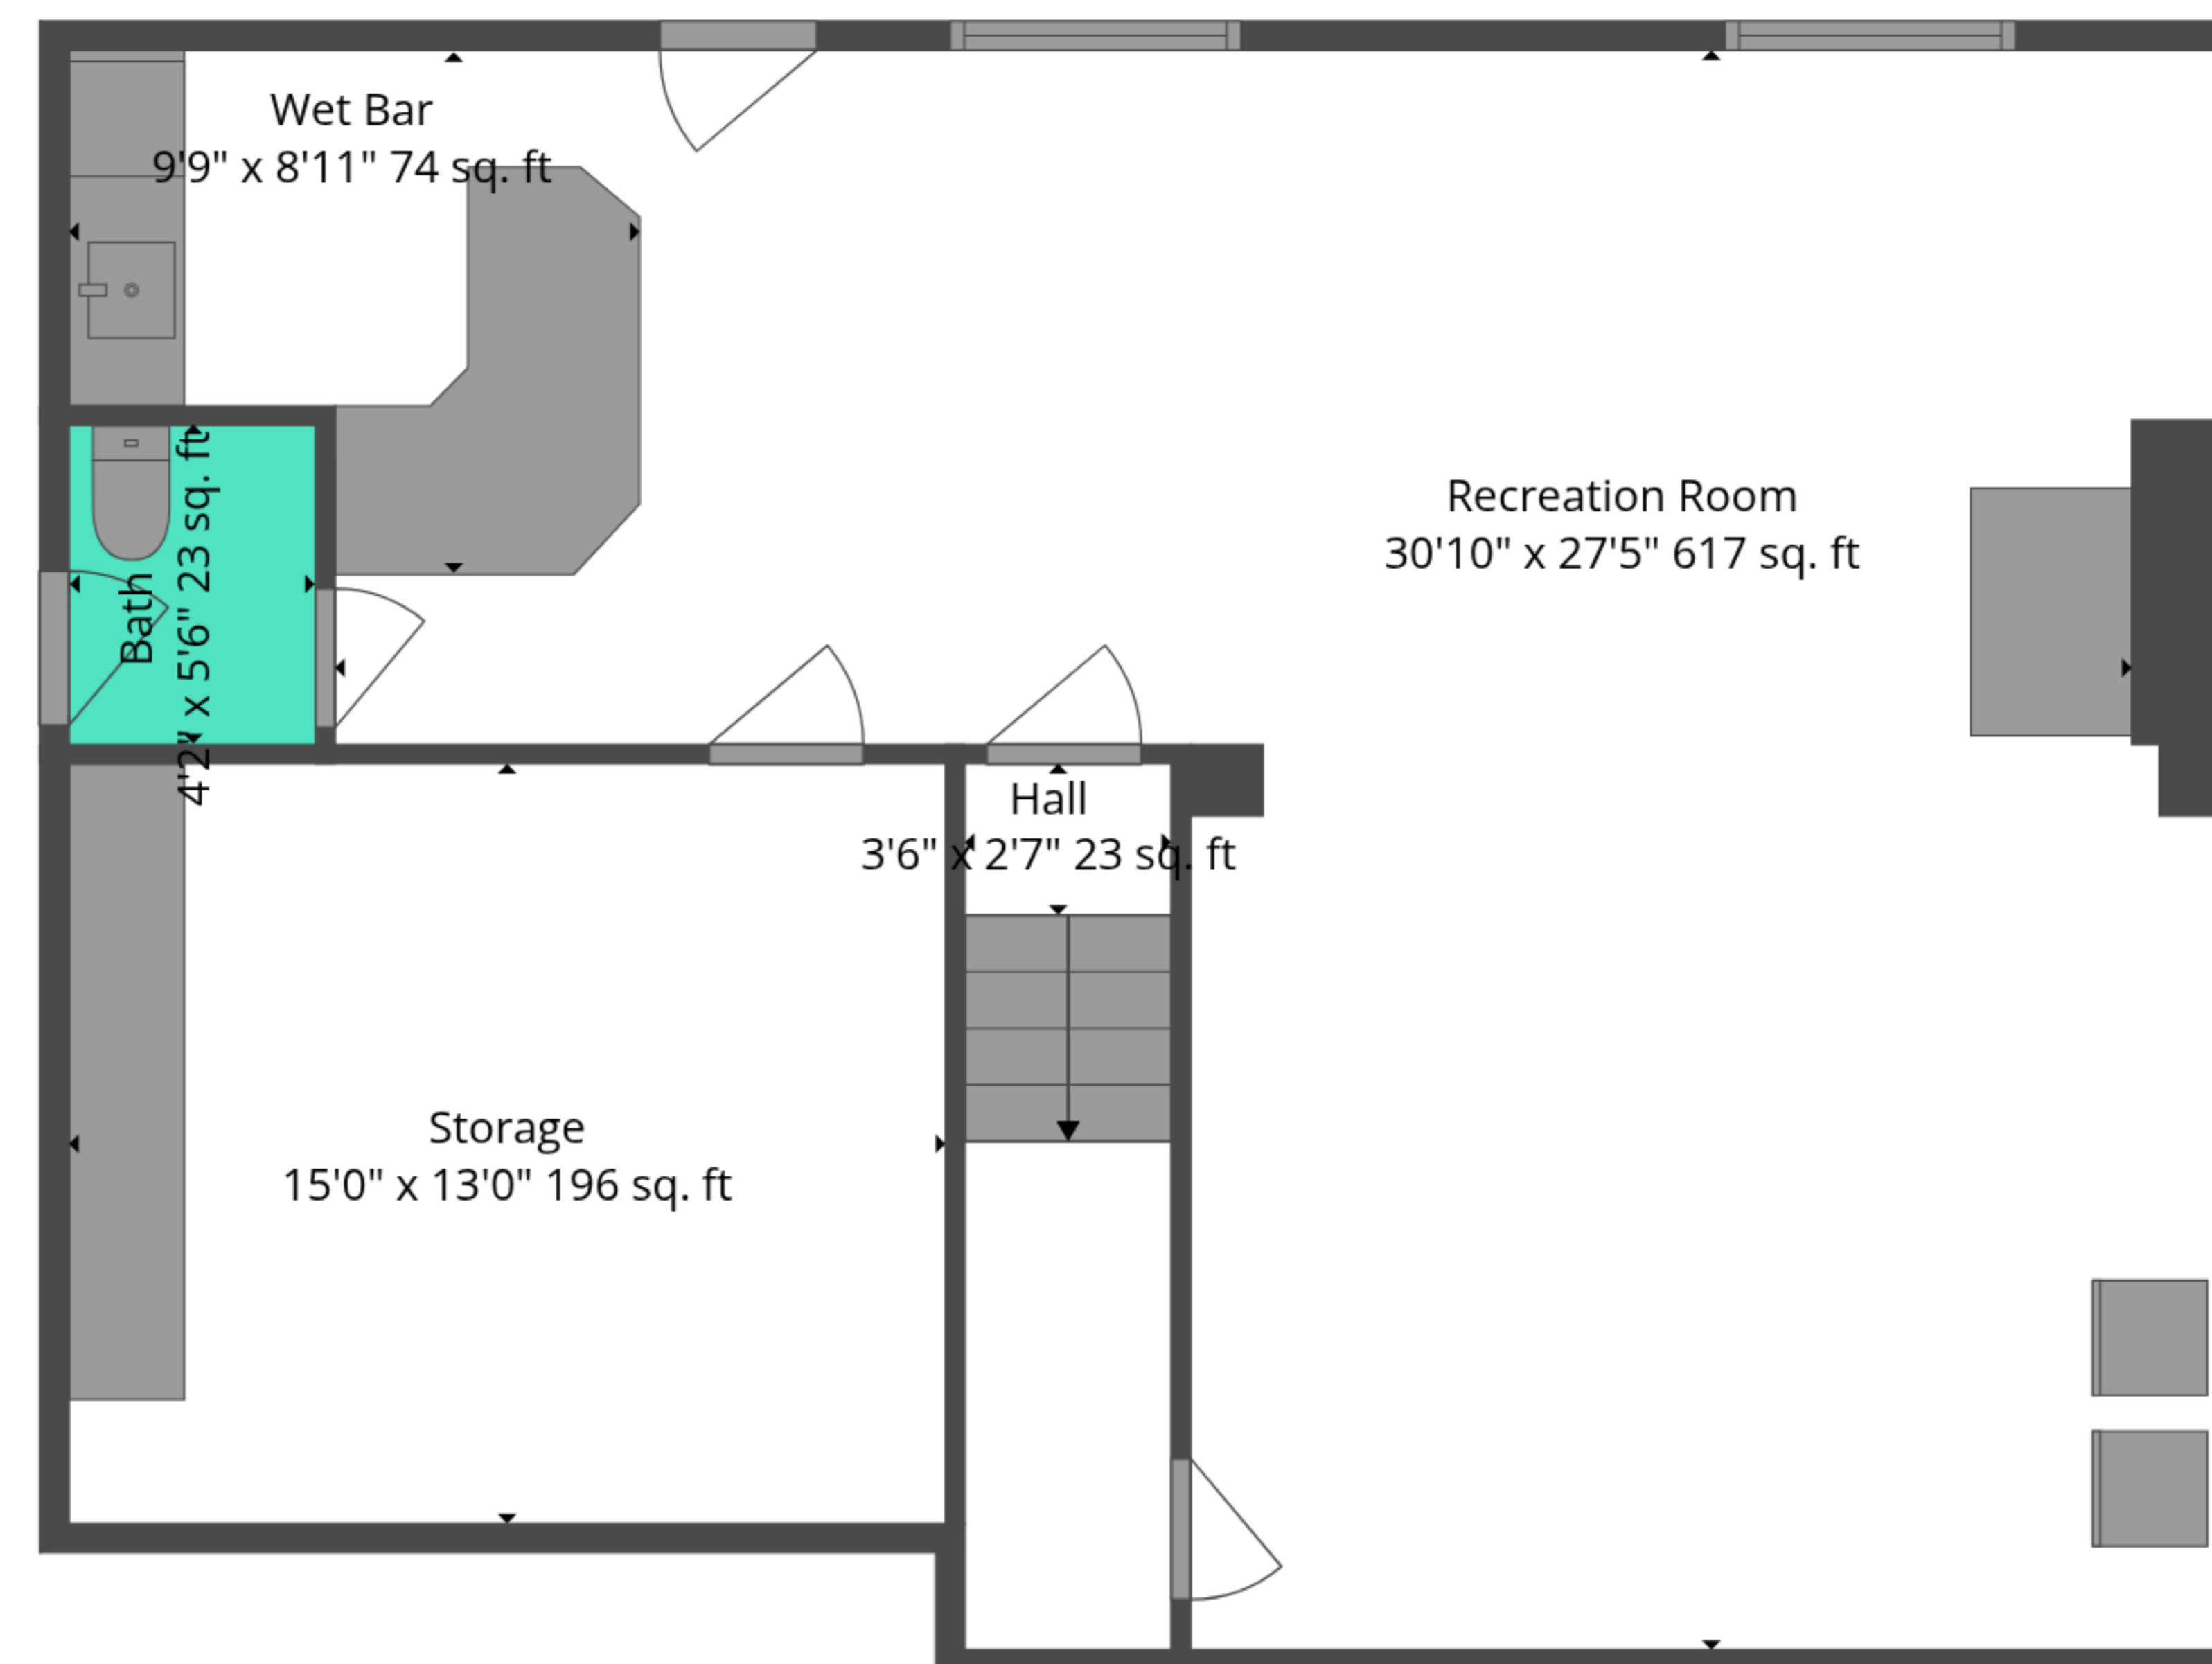 Wet Bar
9'9" x 8'11" 74 sq. ft
Recreation Room
30'10" x 27'5" 617 sq. ft
Bath
4'2" x 5'6" 23 sq. ft
Hall
3'6" x 2'7" 23 sq. ft
Storage
15'0" x 13'0" 196 sq. ft